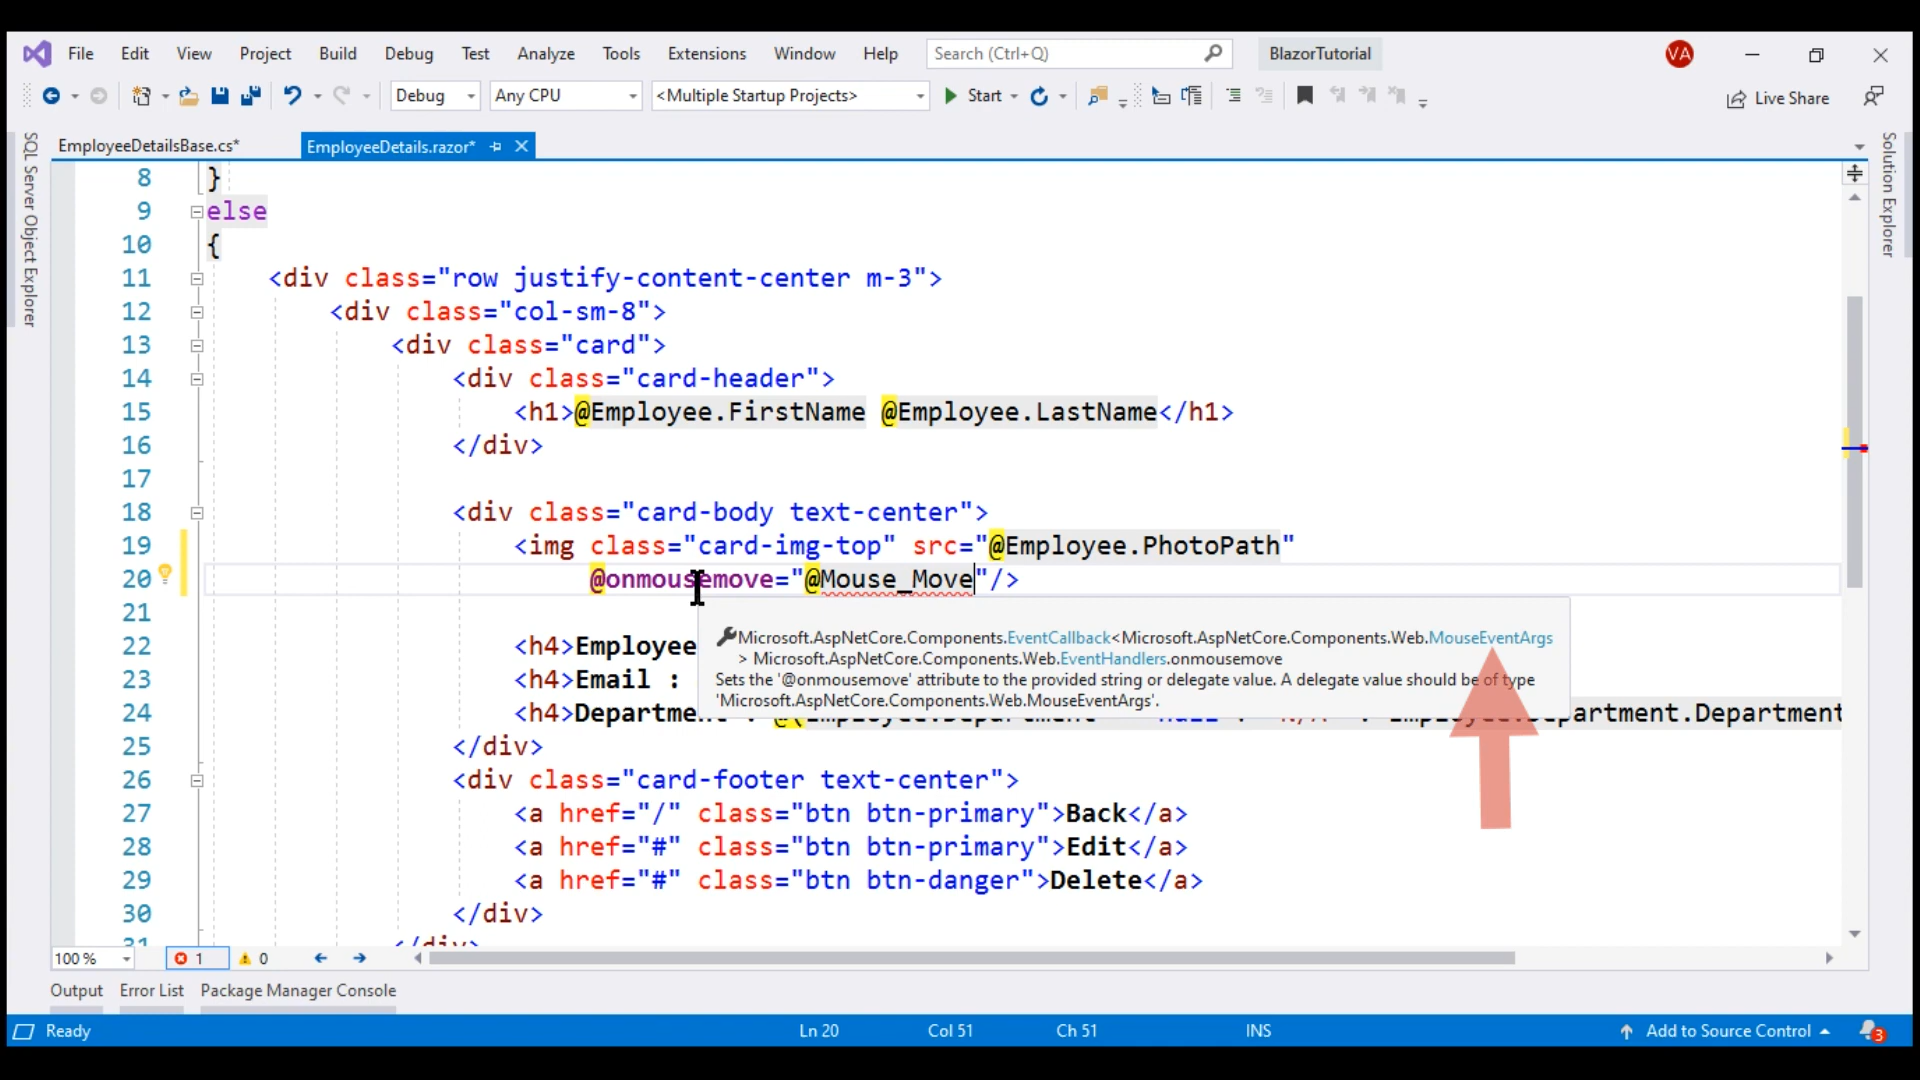 File Edit View Project Build Debug Test Analyze Tools Extensions Window Help Search (Ctrl+Q) BlazorTutorial VA
Debug Any CPU <Multiple Startup Projects> Start Live Share
SQL Server Object Explorer
Solution Explorer
EmployeeDetailsBase.cs* EmployeeDetails.razor*
8 }
9 else
10 {
11 <div class="row justify-content-center m-3">
12 <div class="col-sm-8">
13 <div class="card">
14 <div class="card-header">
15 <h1>@Employee.FirstName @Employee.LastName</h1>
16 </div>
17
18 <div class="card-body text-center">
19 <img class="card-img-top" src="@Employee.PhotoPath"
20 @onmousemove="@Mouse_Move"/>
21
Microsoft.AspNetCore.Components.EventCallback<Microsoft.AspNetCore.Components.Web.MouseEventArgs
> Microsoft.AspNetCore.Components.Web.EventHandlers.onmousemove
Sets the '@onmousemove' attribute to the provided string or delegate value. A delegate value should be of type
'Microsoft.AspNetCore.Components.Web.MouseEventArgs'.
22 <h4>Employee
23 <h4>Email :
24 <h4>Department : Department.Department
25 </div>
26 <div class="card-footer text-center">
27 <a href="/" class="btn btn-primary">Back</a>
28 <a href="#" class="btn btn-primary">Edit</a>
29 <a href="#" class="btn btn-danger">Delete</a>
30 </div>
31 </div>
100 % 1 0
Output Error List Package Manager Console
Ready Ln 20 Col 51 Ch 51 INS Add to Source Control 3